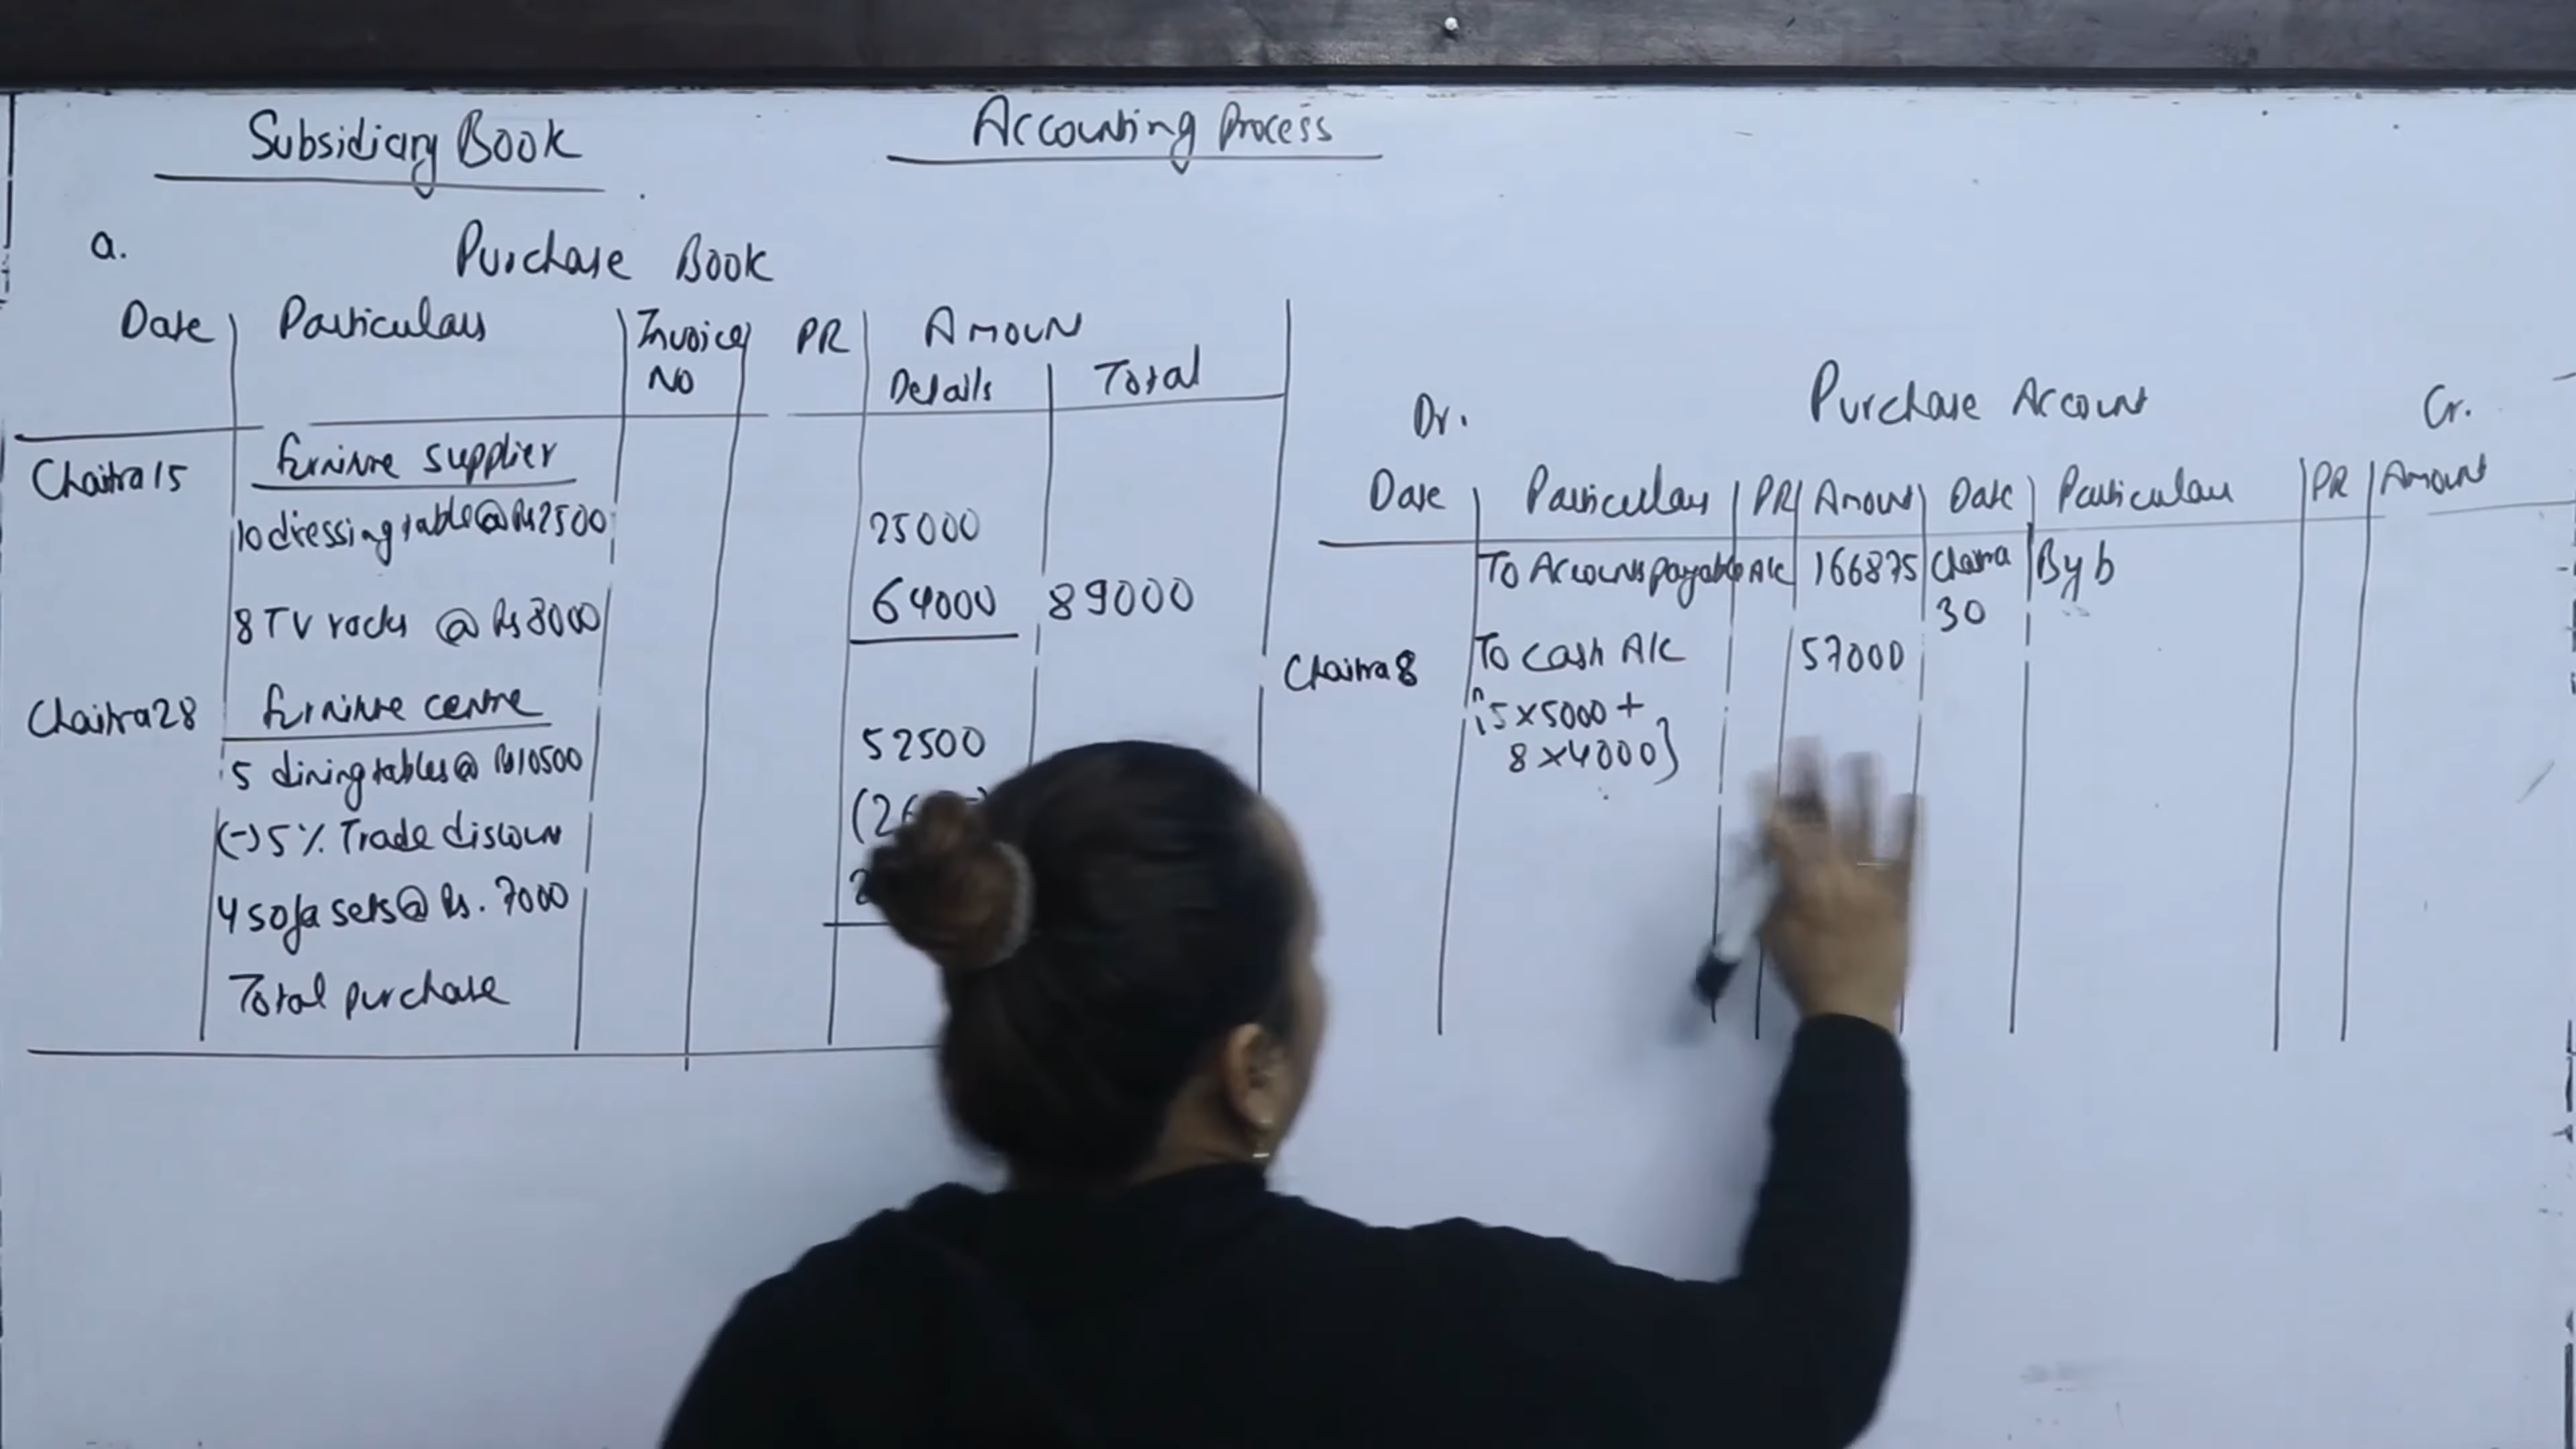 Subsidiary Book
Accounting Process
a.
Purchase Book
Date Particulars Invoice No PR Amoun
Details Total
Chaitra 15 furniture supplier
10 dressing table @ Rs 2500 25000
8 TV racks @ Rs 8000 64000 89000
Chaitra 28 furniture centre
5 dining tables @ Rs 10500 52500
(-) 5 % Trade discoun
4 sofa sets @ Rs. 7000
Total purchase
Dr. Purchase Account Cr.
Date Particulars PR Amount Date Particulars PR Amount
To Accounts payable A/c 166875 Chaitra 30 By b
Chaitra 8 To Cash A/c 57000
{5 x 5000 +
8 x 4000}